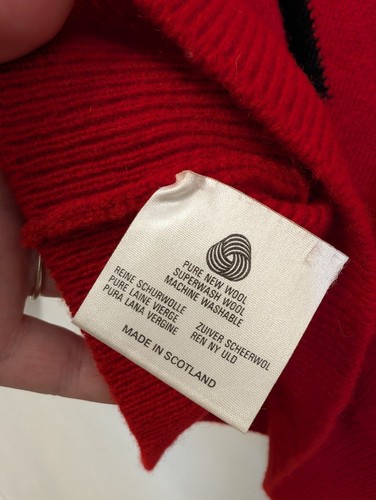 PURE NEW WOOL
SUPERWASH WOOL
MACHINE WASHABLE
REINE SCHURWOLLE
PURE LAINE VIERGE
PURA LANA VERGINE
ZUIVER SCHEERWOL
REN NY ULD
MADE IN SCOTLAND